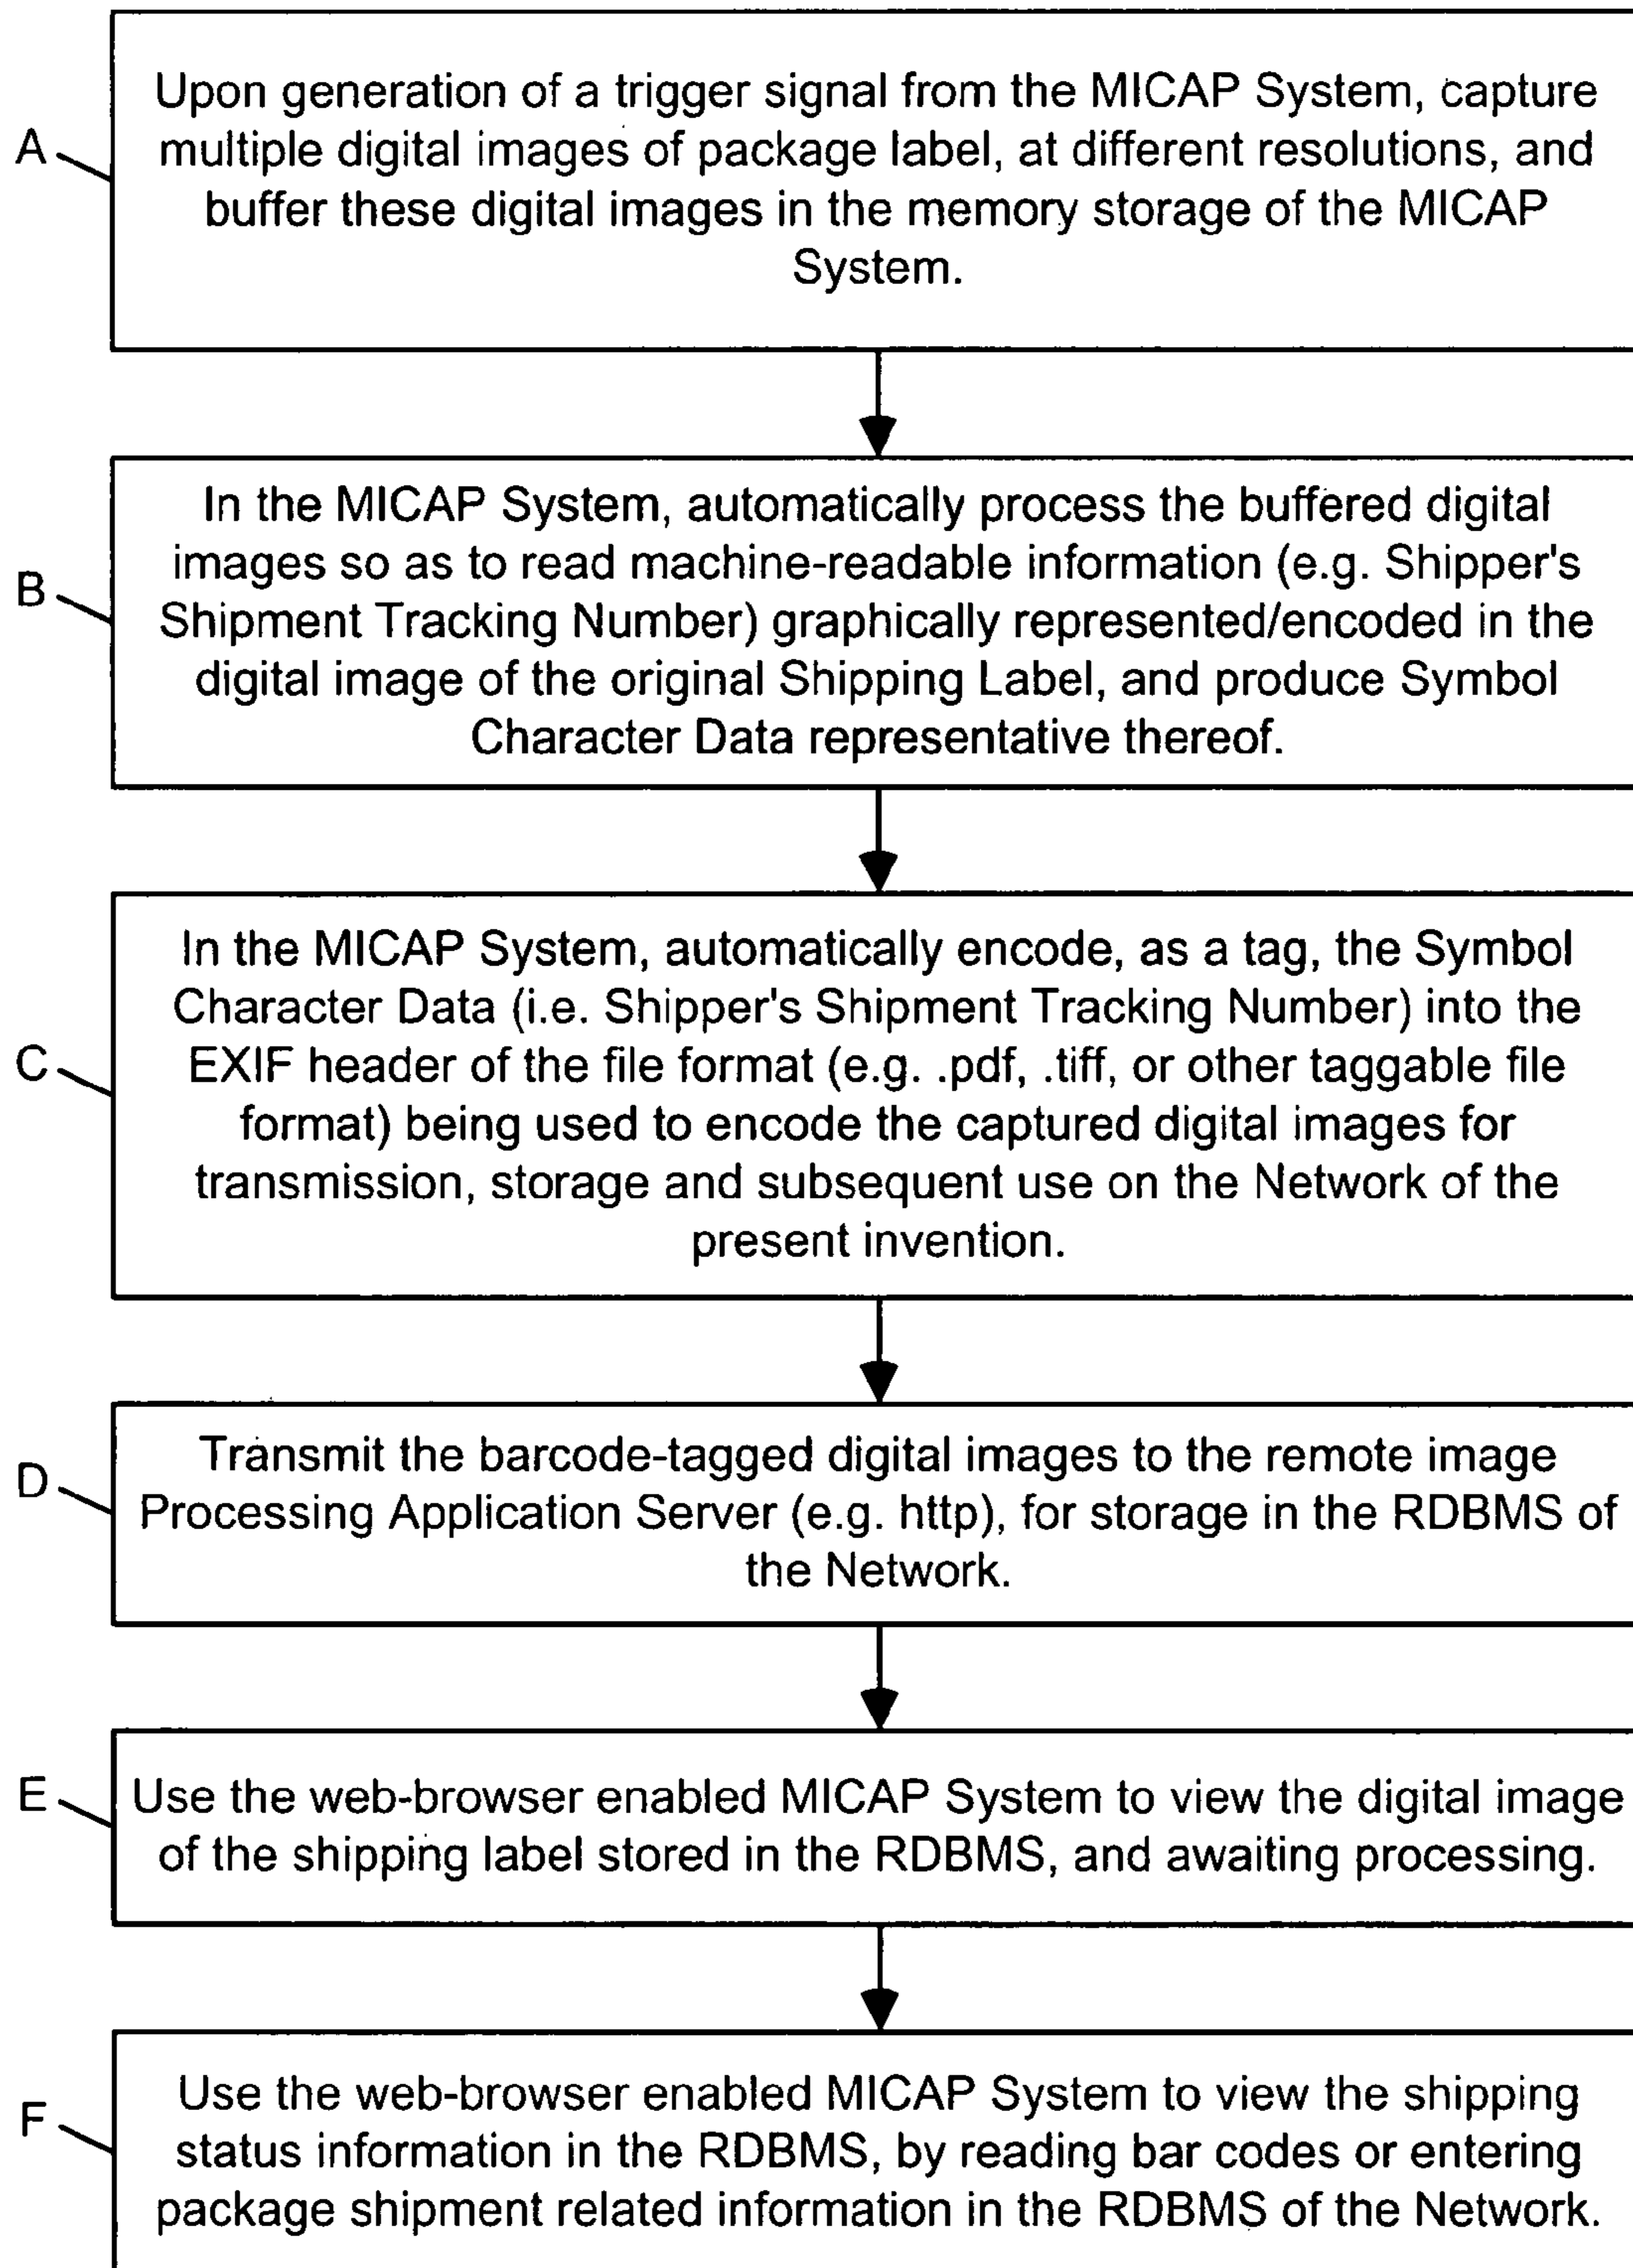 A
Upon generation of a trigger signal from the MICAP System, capture
multiple digital images of package label, at different resolutions, and
buffer these digital images in the memory storage of the MICAP
System.
B
In the MICAP System, automatically process the buffered digital
images so as to read machine-readable information (e.g. Shipper's
Shipment Tracking Number) graphically represented/encoded in the
digital image of the original Shipping Label, and produce Symbol
Character Data representative thereof.
C
In the MICAP System, automatically encode, as a tag, the Symbol
Character Data (i.e. Shipper's Shipment Tracking Number) into the
EXIF header of the file format (e.g. .pdf, .tiff, or other taggable file
format) being used to encode the captured digital images for
transmission, storage and subsequent use on the Network of the
present invention.
D
Transmit the barcode-tagged digital images to the remote image
Processing Application Server (e.g. http), for storage in the RDBMS of
the Network.
E
Use the web-browser enabled MICAP System to view the digital image
of the shipping label stored in the RDBMS, and awaiting processing.
F
Use the web-browser enabled MICAP System to view the shipping
status information in the RDBMS, by reading bar codes or entering
package shipment related information in the RDBMS of the Network.